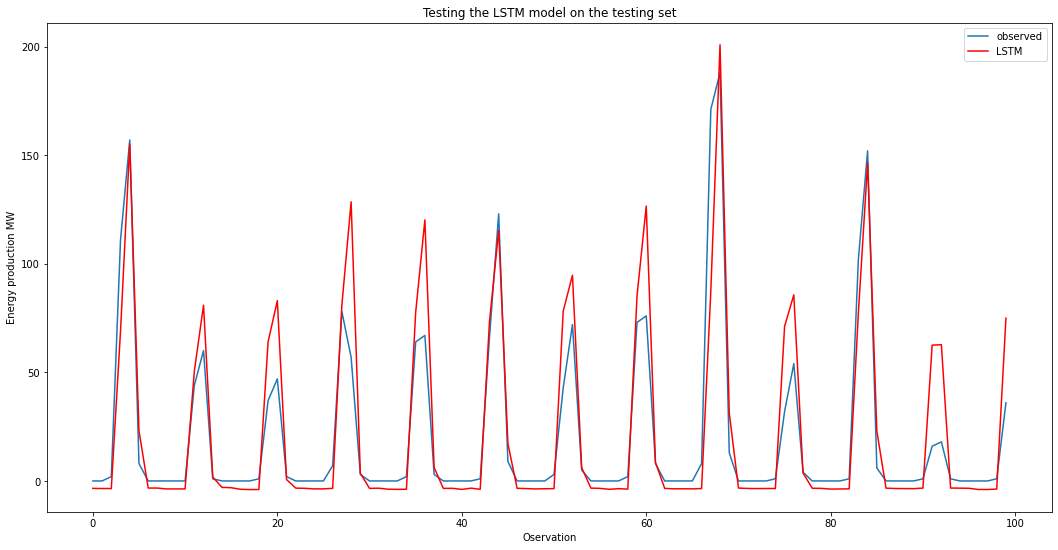 Testing the LSTM model on the testing set
observed
LSTM
Energy production MW
200
150
100
50
0
0 20 40 60 80 100
Oservation